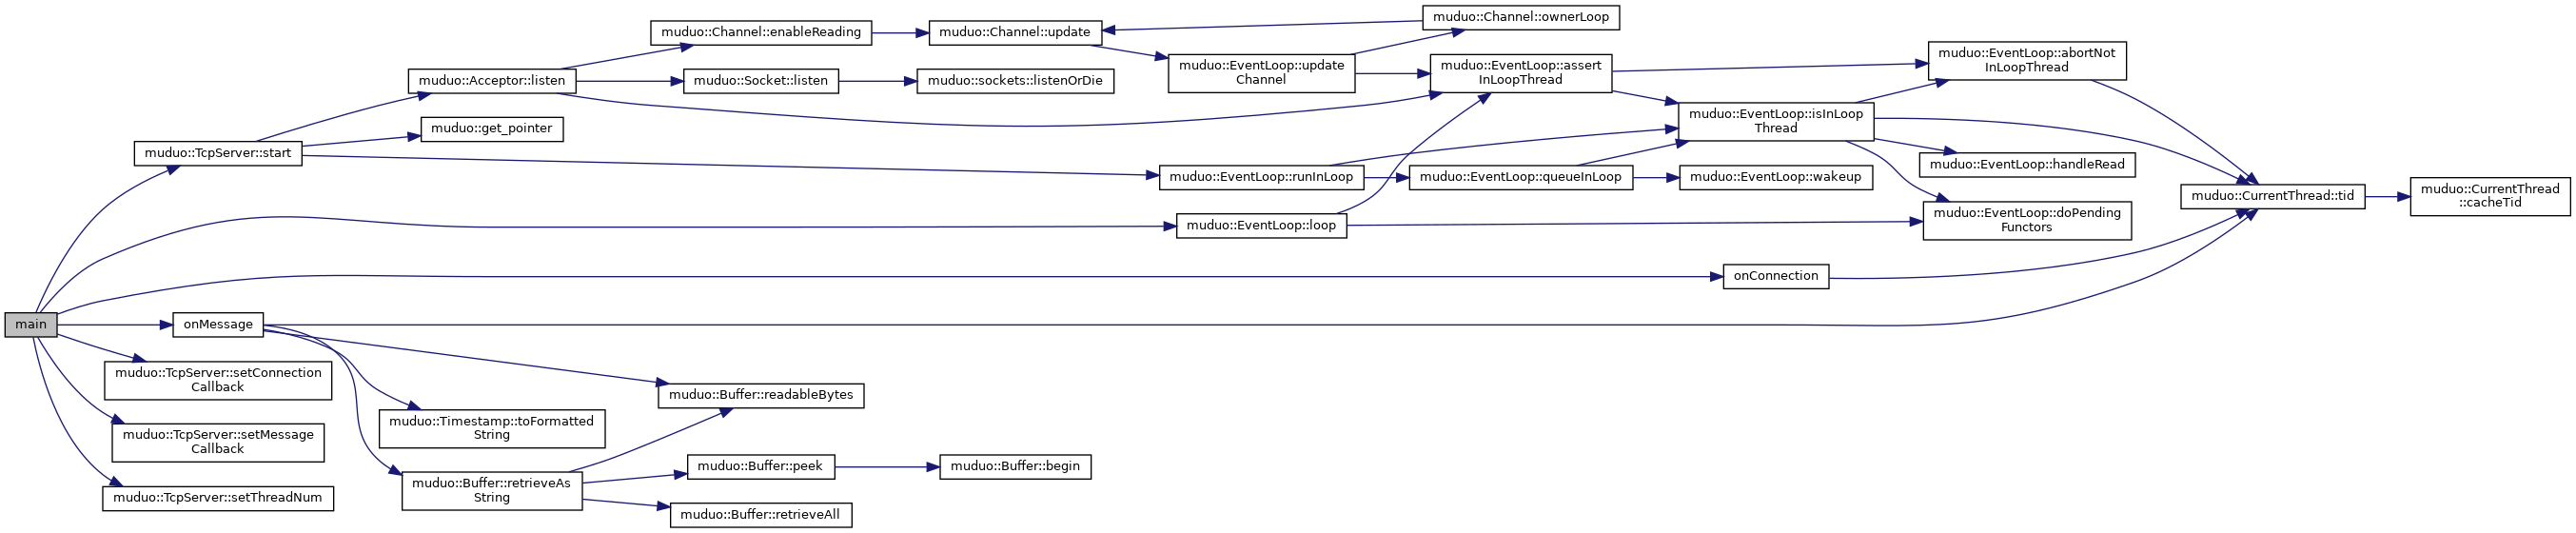 main
muduo::TcpServer::start
muduo::Acceptor::listen
muduo::Channel::enableReading
muduo::Channel::update
muduo::EventLoop::update
Channel
muduo::Channel::ownerLoop
muduo::EventLoop::assert
InLoopThread
muduo::EventLoop::abortNot
InLoopThread
muduo::Socket::listen
muduo::sockets::listenOrDie
muduo::get_pointer
muduo::EventLoop::isInLoop
Thread
muduo::EventLoop::handleRead
muduo::EventLoop::runInLoop
muduo::EventLoop::queueInLoop
muduo::EventLoop::wakeup
muduo::EventLoop::doPending
Functors
muduo::CurrentThread::tid
muduo::CurrentThread
::cacheTid
muduo::EventLoop::loop
onConnection
onMessage
muduo::TcpServer::setConnection
Callback
muduo::TcpServer::setMessage
Callback
muduo::TcpServer::setThreadNum
muduo::Timestamp::toFormatted
String
muduo::Buffer::readableBytes
muduo::Buffer::retrieveAs
String
muduo::Buffer::peek
muduo::Buffer::begin
muduo::Buffer::retrieveAll